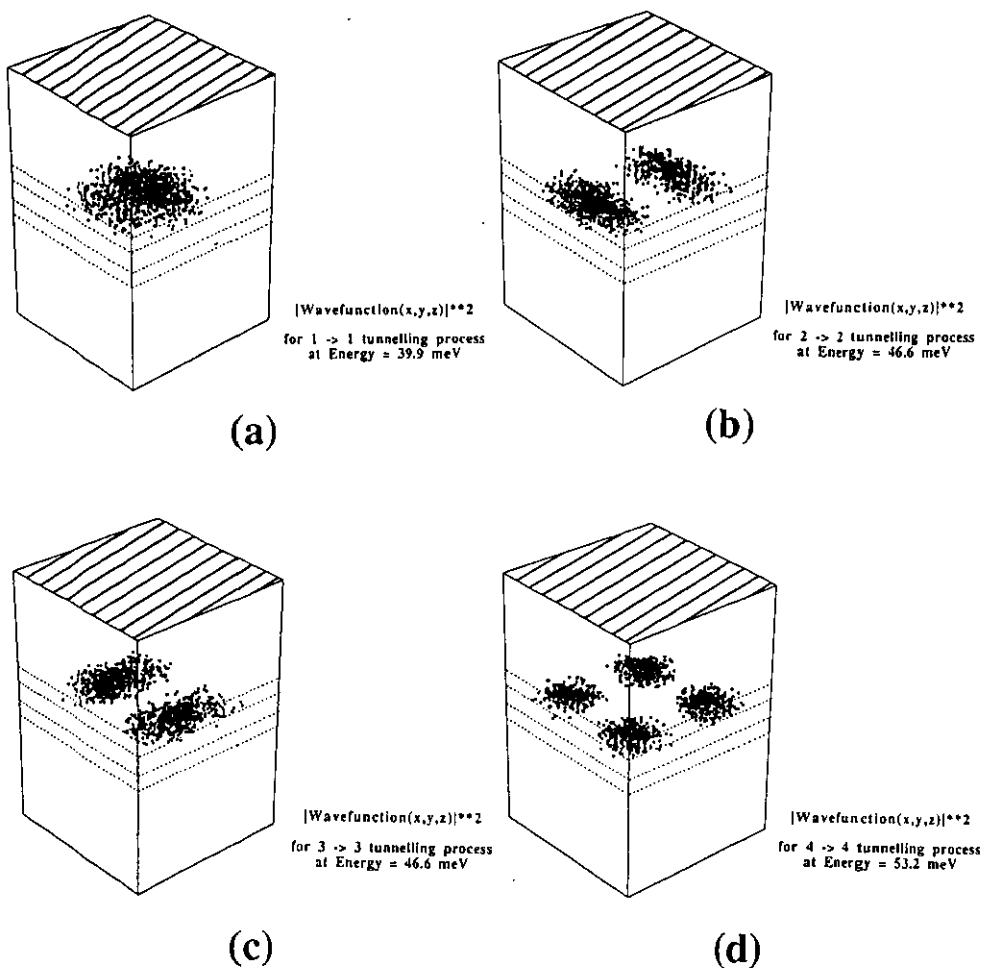 |Wavefunction(x,y,z)|**2
for 1 -> 1 tunnelling process
at Energy = 39.9 meV
(a)
|Wavefunction(x,y,z)|**2
for 2 -> 2 tunnelling process
at Energy = 46.6 meV
(b)
|Wavefunction(x,y,z)|**2
for 3 -> 3 tunnelling process
at Energy = 46.6 meV
(c)
|Wavefunction(x,y,z)|**2
for 4 -> 4 tunnelling process
at Energy = 53.2 meV
(d)